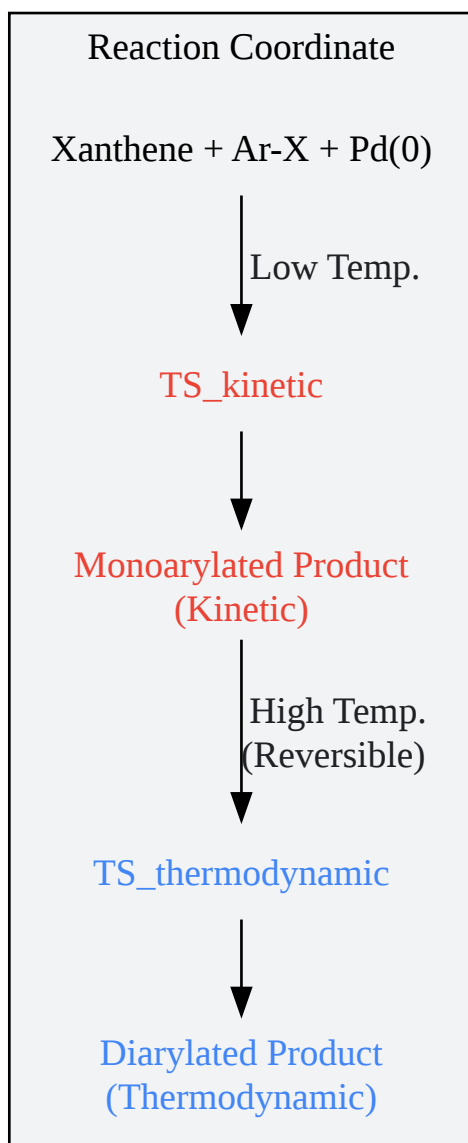 Reaction Coordinate
Xanthene + Ar-X + Pd(0)
Low Temp.
TS_kinetic
Monoarylated Product
(Kinetic)
High Temp.
(Reversible)
TS_thermodynamic
Diarylated Product
(Thermodynamic)